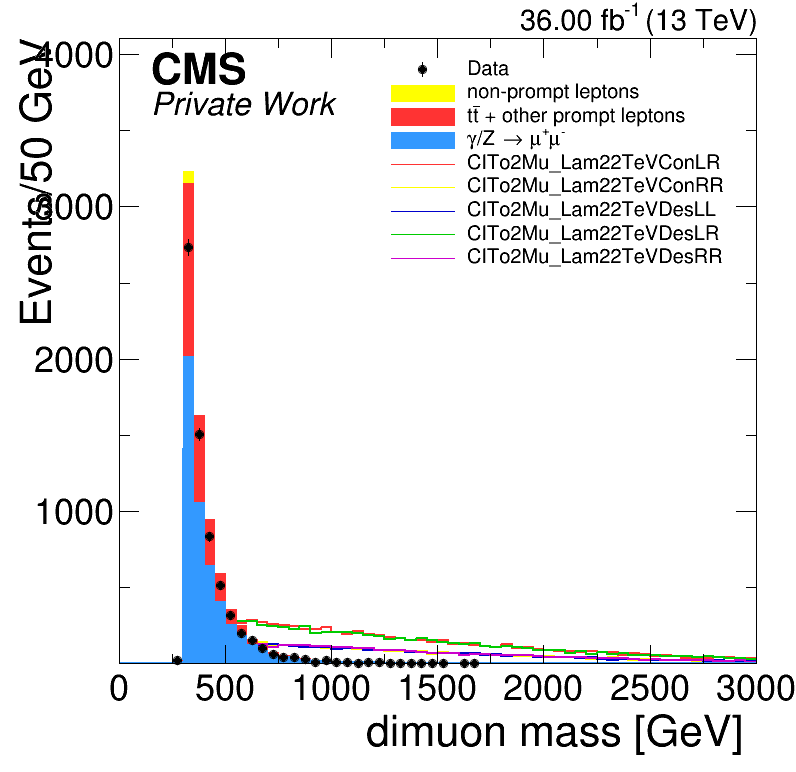 36.00 fb-1 (13 TeV)
CMS
Private Work
Data
non-prompt leptons
tt̄ + other prompt leptons
γ/Z → μ+μ-
CITo2Mu_Lam22TeVConLR
CITo2Mu_Lam22TeVConRR
CITo2Mu_Lam22TeVDesLL
CITo2Mu_Lam22TeVDesLR
CITo2Mu_Lam22TeVDesRR
Events/50 GeV
4000
3000
2000
1000
0 500 1000 1500 2000 2500 3000
dimuon mass [GeV]